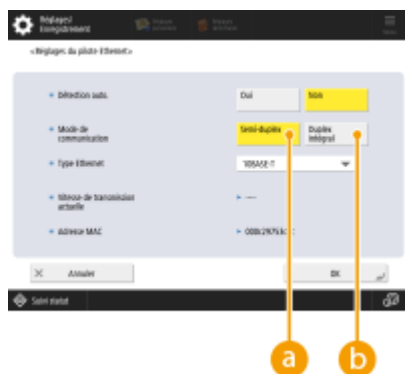 Réglages/
Enregistrement
<Réglages du pilote Ethernet>
Détection auto.
Oui
Non
Mode de
communication
Semi-duplex
Duplex
intégral
Type Ethernet
10BASE-T
Vitesse de transmission
actuelle
----
Adresse MAC
Annuler
OK
Suivi statut
a
b